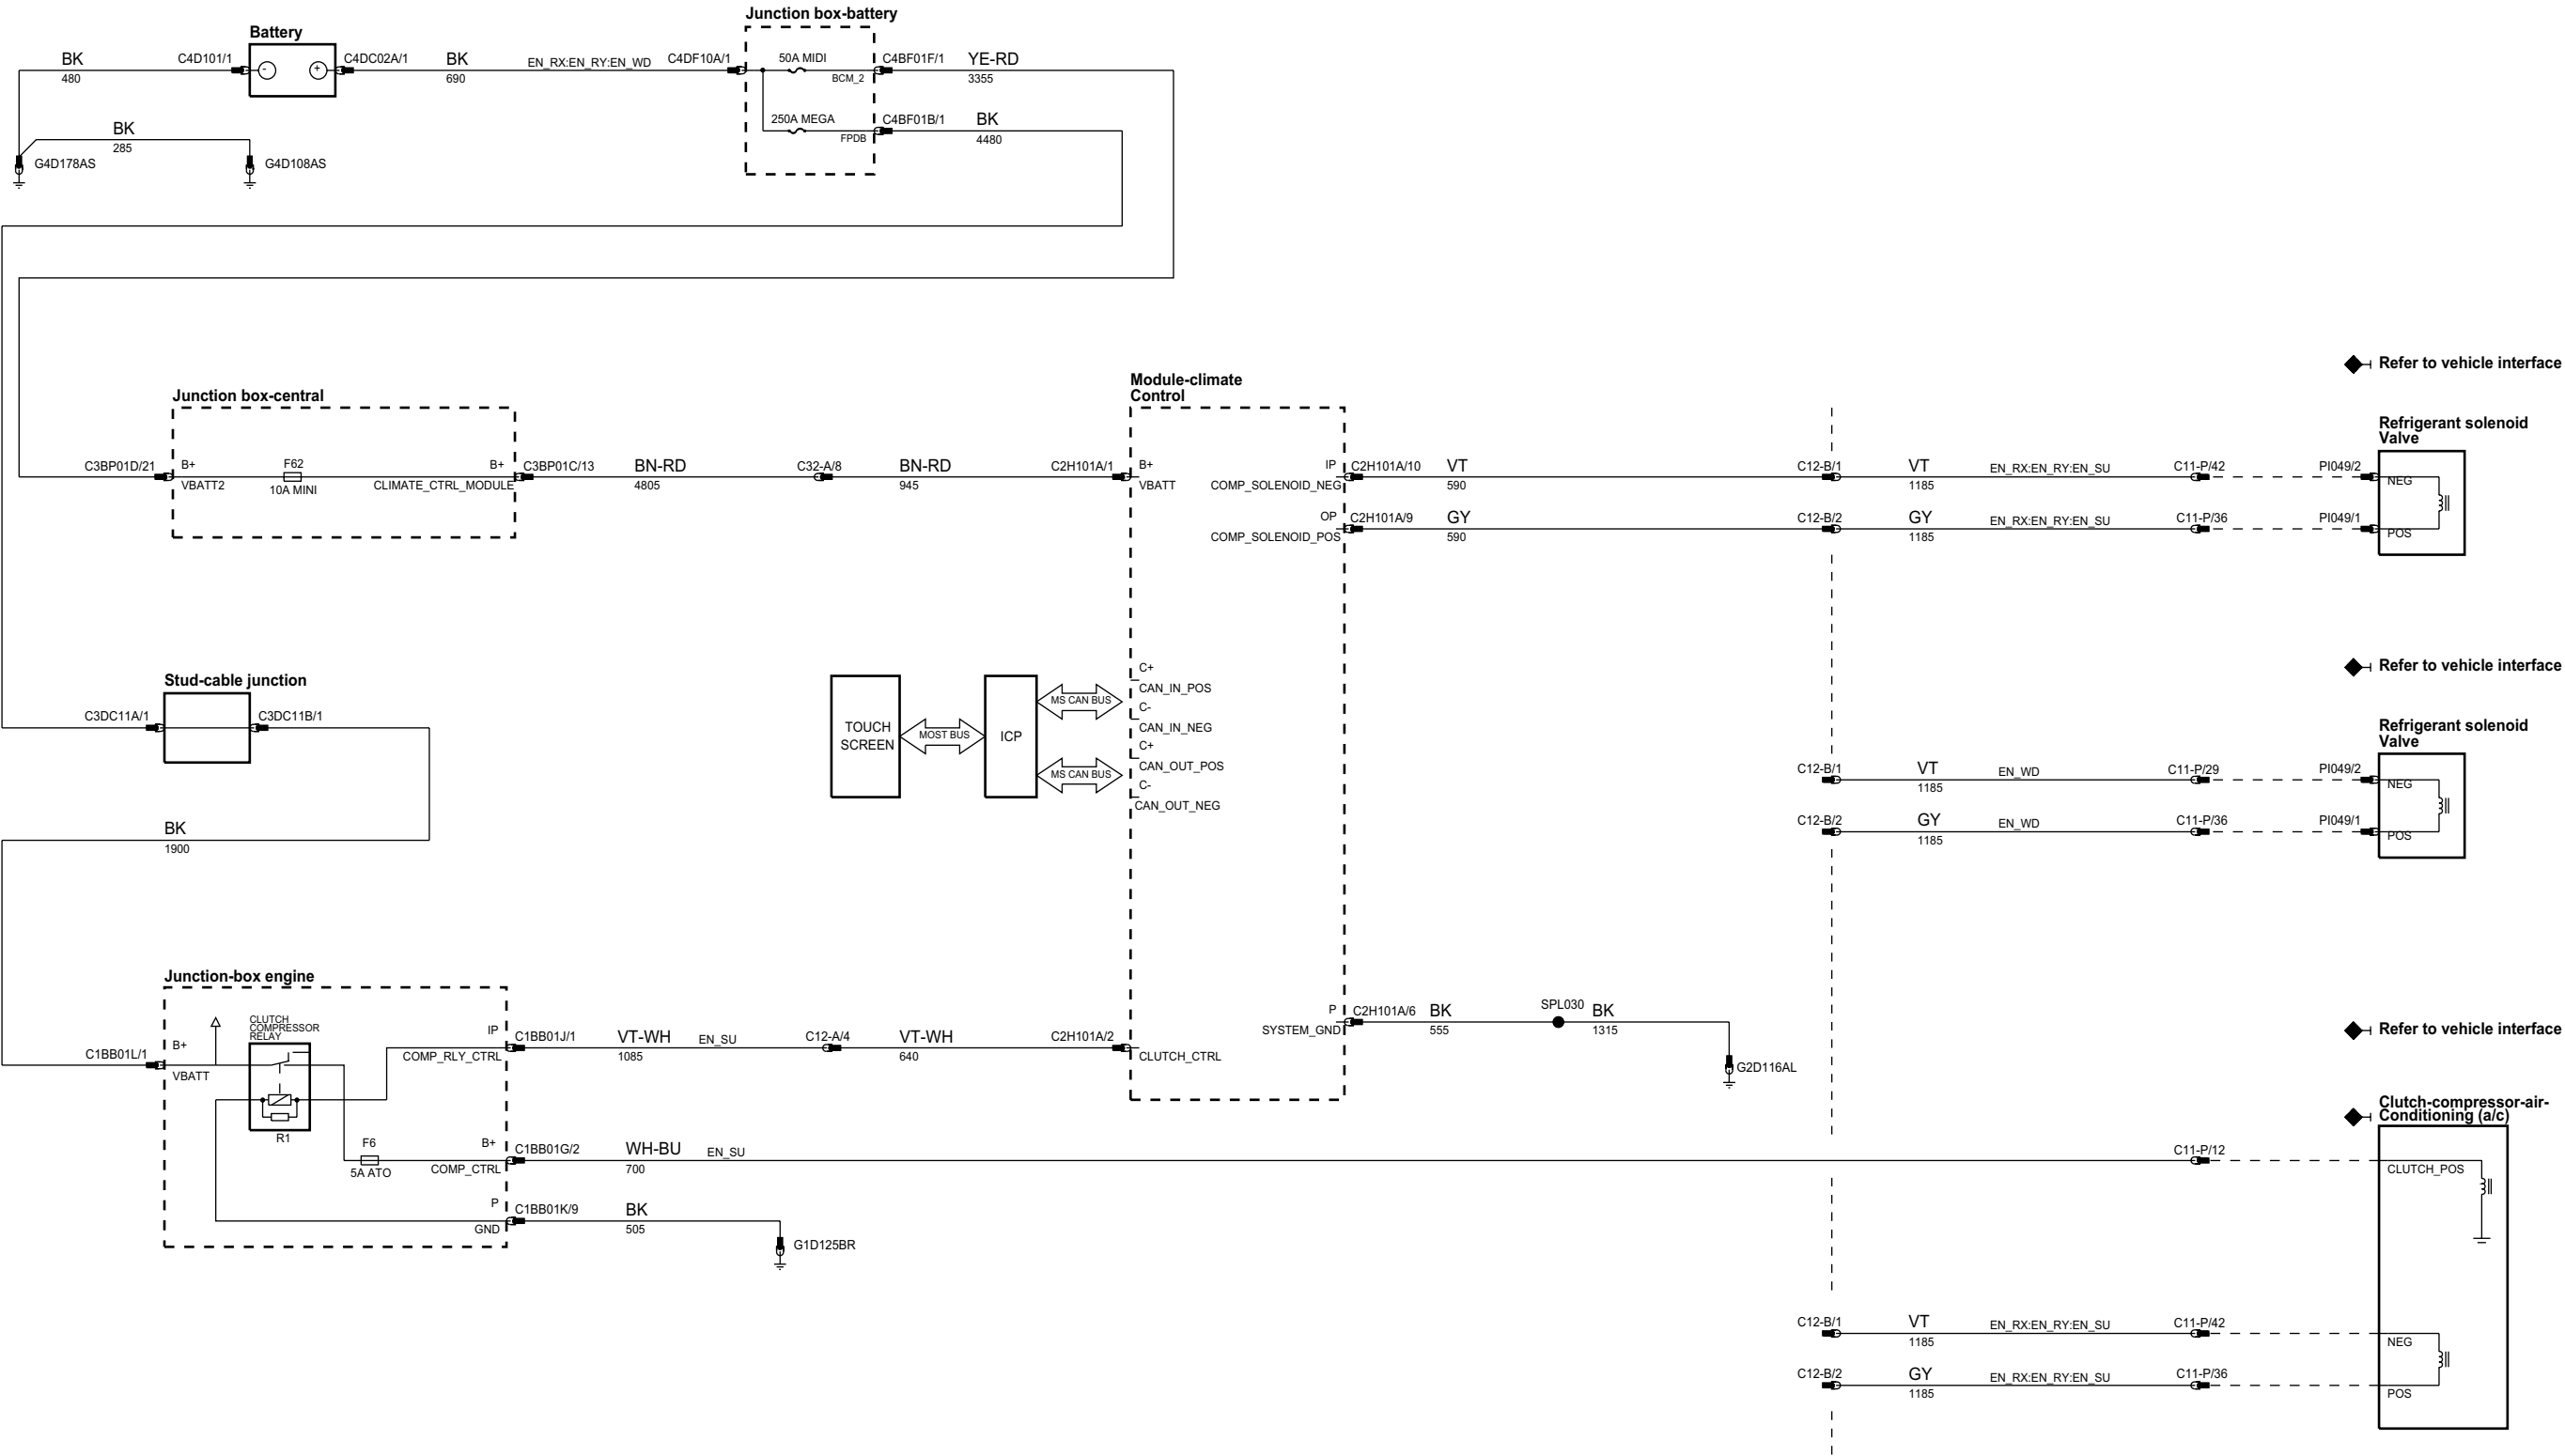 Junction box-battery
Battery
BK
480
C4D101/1
-
+
C4DC02A/1
BK
690
EN_RX:EN_RY:EN_WD
C4DF10A/1
50A MIDI
BCM_2
C4BF01F/1
YE-RD
3355
250A MEGA
FPDB
C4BF01B/1
BK
4480
BK
285
G4D178AS
G4D108AS
Refer to vehicle interface
Junction box-central
C3BP01D/21
B+
VBATT2
F62
10A MINI
B+
CLIMATE_CTRL_MODULE
C3BP01C/13
BN-RD
4805
C32-A/8
BN-RD
945
C2H101A/1
Module-climate
Control
B+
VBATT
IP
COMP_SOLENOID_NEG
C2H101A/10
VT
590
C12-B/1
VT
1185
EN_RX:EN_RY:EN_SU
C11-P/42
PI049/2
Refrigerant solenoid
Valve
NEG
OP
COMP_SOLENOID_POS
C2H101A/9
GY
590
C12-B/2
GY
1185
EN_RX:EN_RY:EN_SU
C11-P/36
PI049/1
POS
Refer to vehicle interface
Stud-cable junction
C3DC11A/1
C3DC11B/1
BK
1900
TOUCH
SCREEN
MOST BUS
ICP
MS CAN BUS
MS CAN BUS
C+
CAN_IN_POS
C-
CAN_IN_NEG
C+
CAN_OUT_POS
C-
CAN_OUT_NEG
Refrigerant solenoid
Valve
C12-B/1
VT
1185
EN_WD
C11-P/29
PI049/2
NEG
C12-B/2
GY
1185
EN_WD
C11-P/36
PI049/1
POS
Junction-box engine
C1BB01L/1
B+
VBATT
CLUTCH
COMPRESSOR
RELAY
R1
IP
COMP_RLY_CTRL
C1BB01J/1
VT-WH
1085
EN_SU
C12-A/4
VT-WH
640
C2H101A/2
CLUTCH_CTRL
P
SYSTEM_GND
C2H101A/6
BK
555
SPL030
BK
1315
G2D116AL
Refer to vehicle interface
F6
5A ATO
B+
COMP_CTRL
C1BB01G/2
WH-BU
700
EN_SU
C11-P/12
Clutch-compressor-air-
Conditioning (a/c)
CLUTCH_POS
P
GND
C1BB01K/9
BK
505
G1D125BR
C12-B/1
VT
1185
EN_RX:EN_RY:EN_SU
C11-P/42
NEG
C12-B/2
GY
1185
EN_RX:EN_RY:EN_SU
C11-P/36
POS